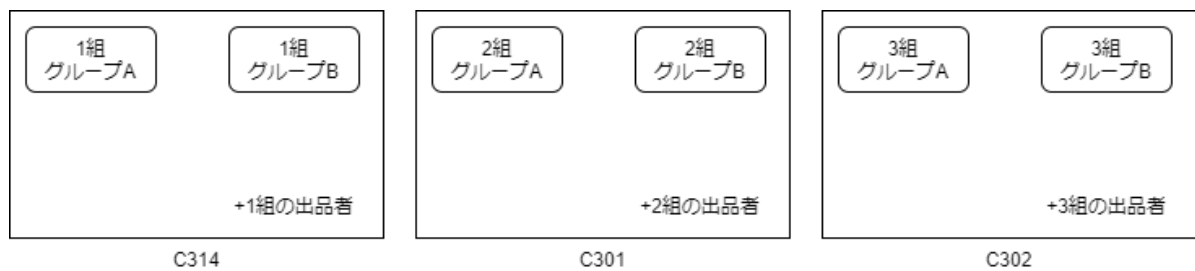 1組
グループA
1組
グループB
+1組の出品者
C314
2組
グループA
2組
グループB
+2組の出品者
C301
3組
グループA
3組
グループB
+3組の出品者
C302